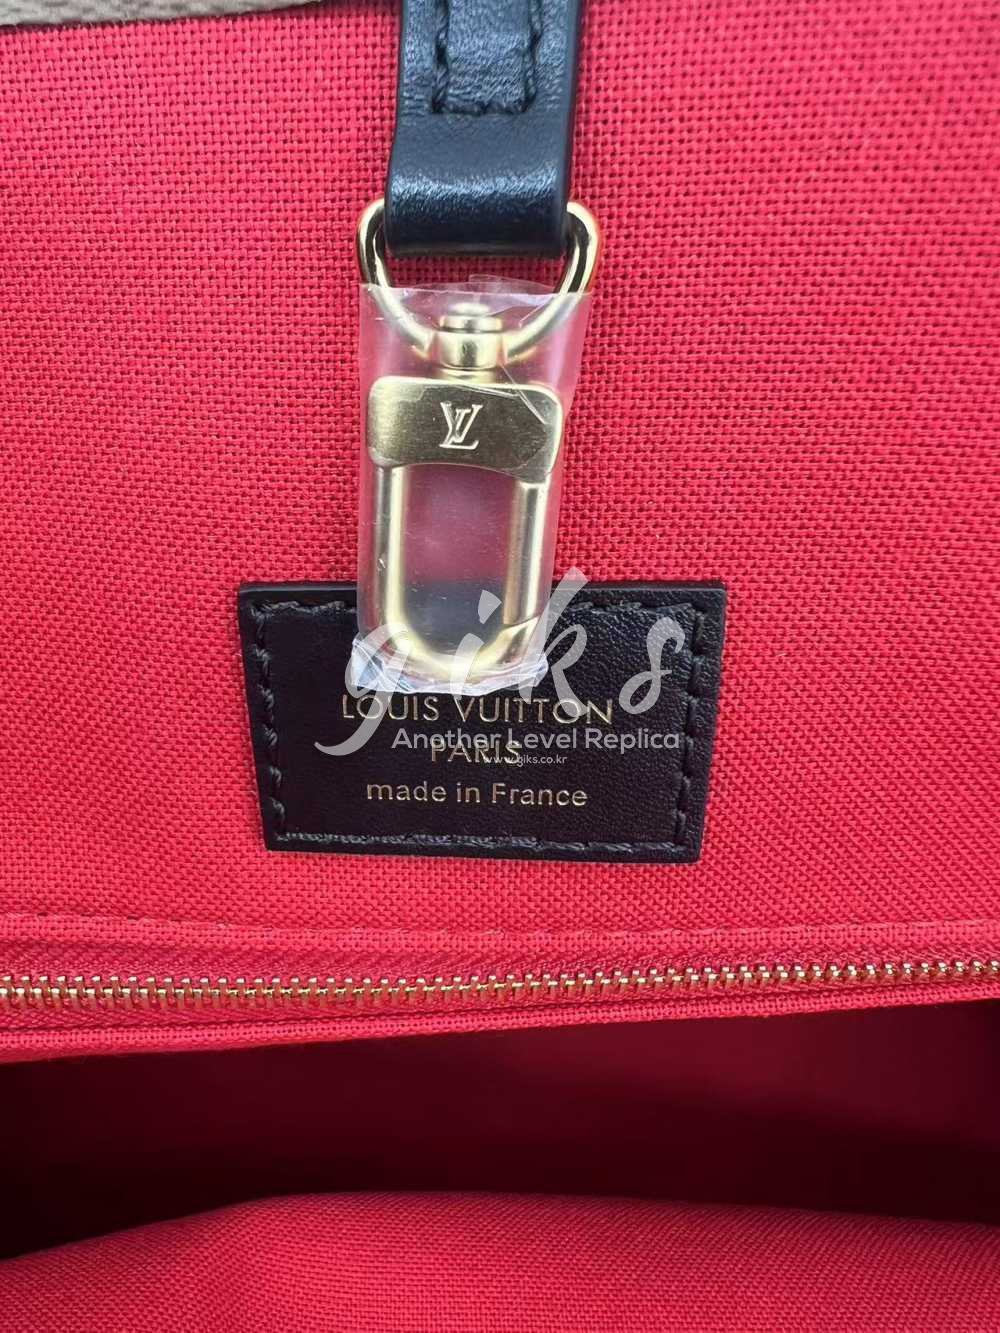 LV
giks
LOUIS VUITTON
Another Level Replica
PARIS
www.giks.co.kr
made in France